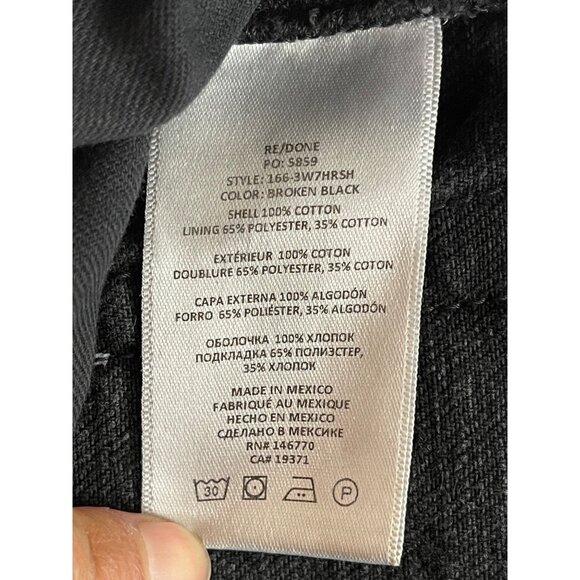 RE/DONE
PO: 5859
STYLE: 166-3W7HRSH
COLOR: BROKEN BLACK
SHELL 100% COTTON
LINING 65% POLYESTER, 35% COTTON
EXTÉRIEUR 100% COTON
DOUBLURE 65% POLYESTER, 35% COTON
CAPA EXTERNA 100% ALGODÓN
FORRO 65% POLIÉSTER, 35% ALGODÓN
ОБОЛОЧКА 100% ХЛОПОК
ПОДКЛАДКА 65% ПОЛИЭСТЕР,
35% ХЛОПОК
MADE IN MEXICO
FABRIQUÉ AU MEXIQUE
HECHO EN MEXICO
СДЕЛАНО В МЕКСИКЕ
RN# 146770
CA# 19371
30 P